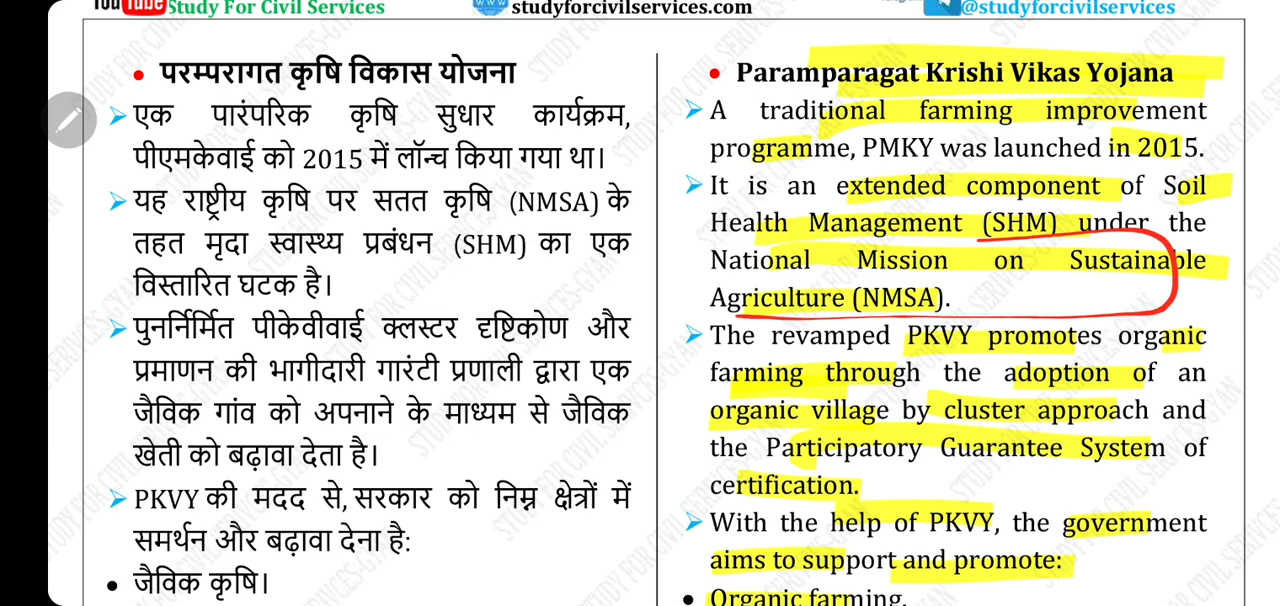 YouTube Study For Civil Services
www studyforcivilservices.com
@studyforcivilservices
• परम्परागत कृषि विकास योजना
➢ एक पारंपरिक कृषि सुधार कार्यक्रम,
पीएमकेवाई को 2015 में लॉन्च किया गया था।
➢ यह राष्ट्रीय कृषि पर सतत कृषि (NMSA) के
तहत मृदा स्वास्थ्य प्रबंधन (SHM) का एक
विस्तारित घटक है।
➢ पुनर्निर्मित पीकेवीवाई क्लस्टर दृष्टिकोण और
प्रमाणन की भागीदारी गारंटी प्रणाली द्वारा एक
जैविक गांव को अपनाने के माध्यम से जैविक
खेती को बढ़ावा देता है।
➢ PKVY की मदद से, सरकार को निम्न क्षेत्रों में
समर्थन और बढ़ावा देना है:
• जैविक कृषि।
• Paramparagat Krishi Vikas Yojana
➢ A traditional farming improvement
programme, PMKY was launched in 2015.
➢ It is an extended component of Soil
Health Management (SHM) under the
National Mission on Sustainable
Agriculture (NMSA).
➢ The revamped PKVY promotes organic
farming through the adoption of an
organic village by cluster approach and
the Participatory Guarantee System of
certification.
➢ With the help of PKVY, the government
aims to support and promote:
• Organic farming.